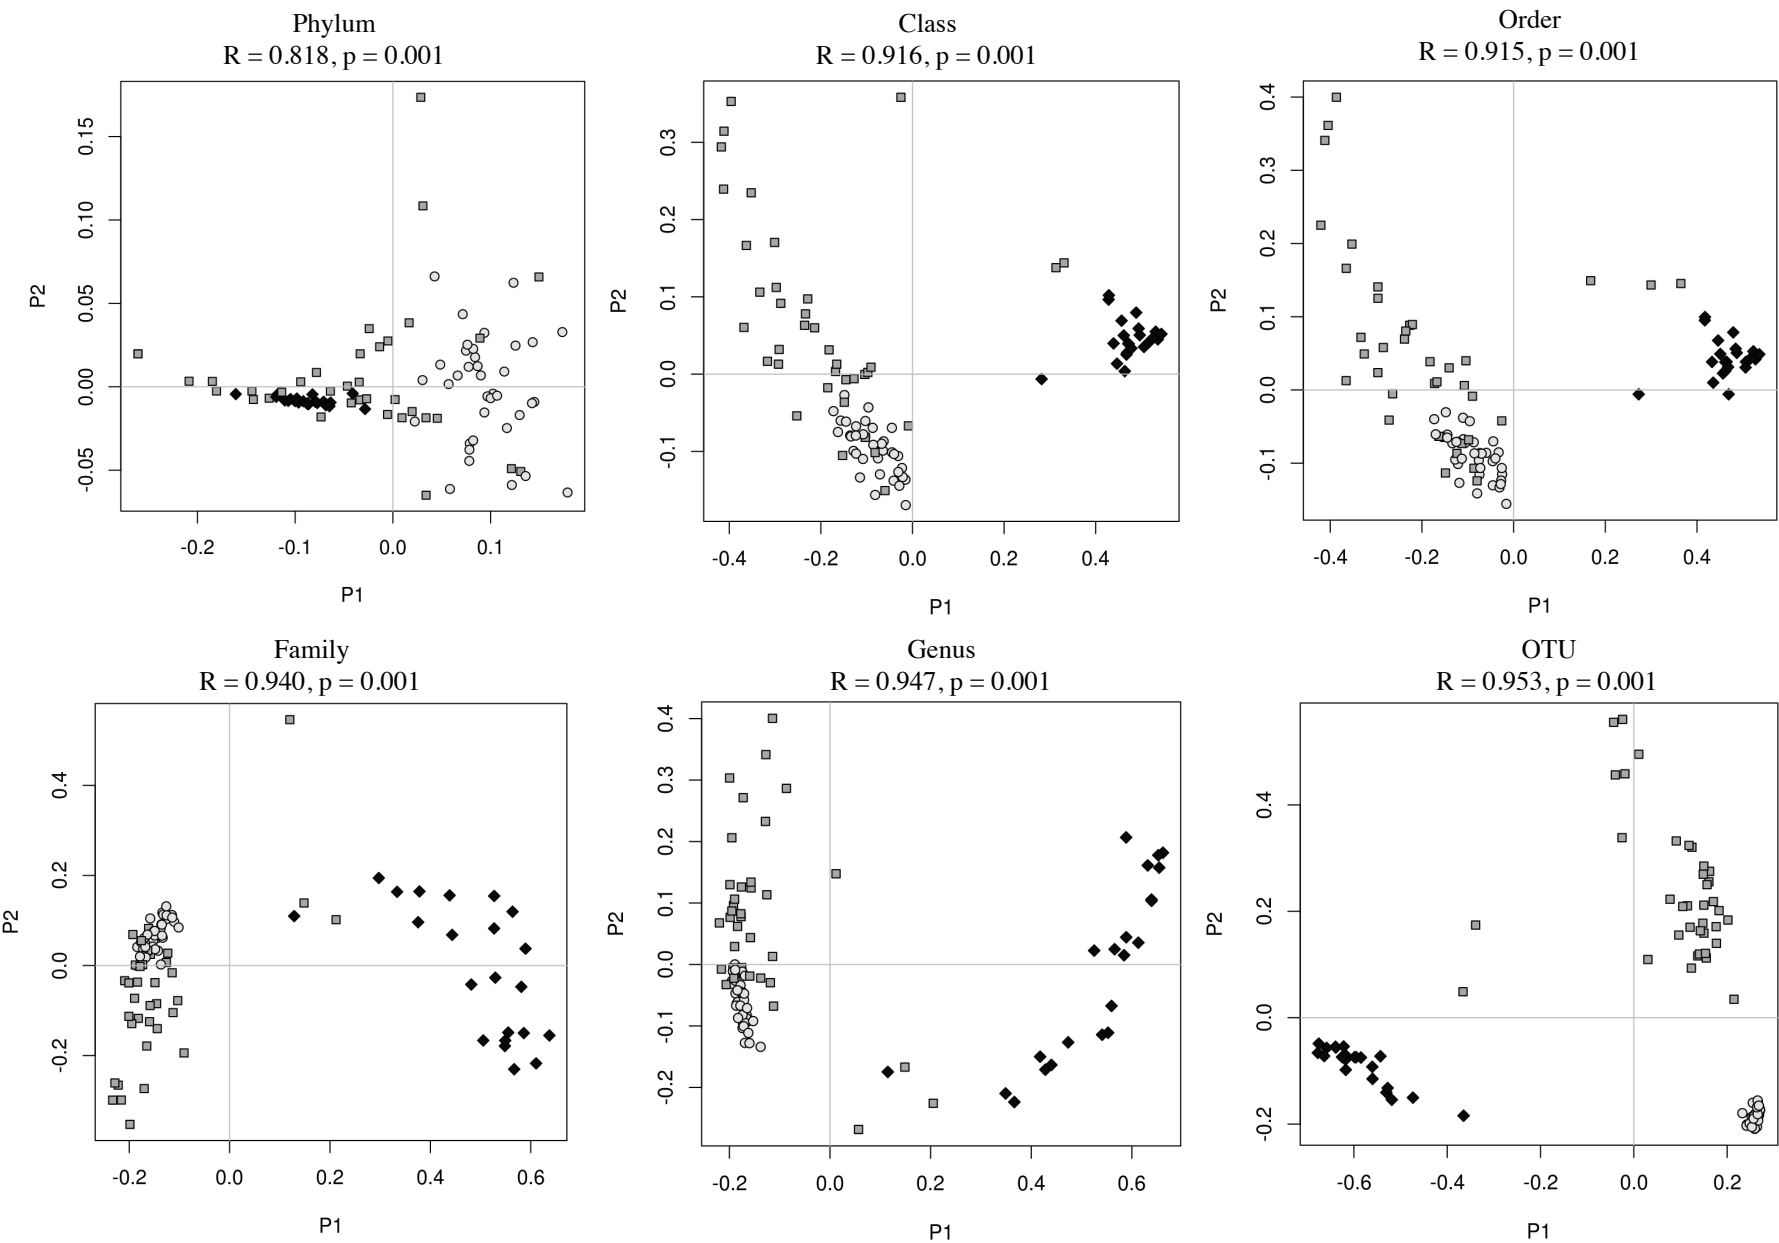 Phylum
R = 0.818, p = 0.001
P2
0.15
0.10
0.05
0.00
-0.05
-0.2
-0.1
0.0
0.1
P1
Class
R = 0.916, p = 0.001
P2
0.3
0.2
0.1
0.0
-0.1
-0.4
-0.2
0.0
0.2
0.4
P1
Order
R = 0.915, p = 0.001
P2
0.4
0.3
0.2
0.1
0.0
-0.1
-0.4
-0.2
0.0
0.2
0.4
P1
Family
R = 0.940, p = 0.001
P2
0.4
0.2
0.0
-0.2
-0.2
0.0
0.2
0.4
0.6
P1
Genus
R = 0.947, p = 0.001
P2
0.4
0.3
0.2
0.1
0.0
-0.1
-0.2
-0.2
0.0
0.2
0.4
0.6
P1
OTU
R = 0.953, p = 0.001
P2
0.4
0.2
0.0
-0.2
-0.6
-0.4
-0.2
0.0
0.2
P1